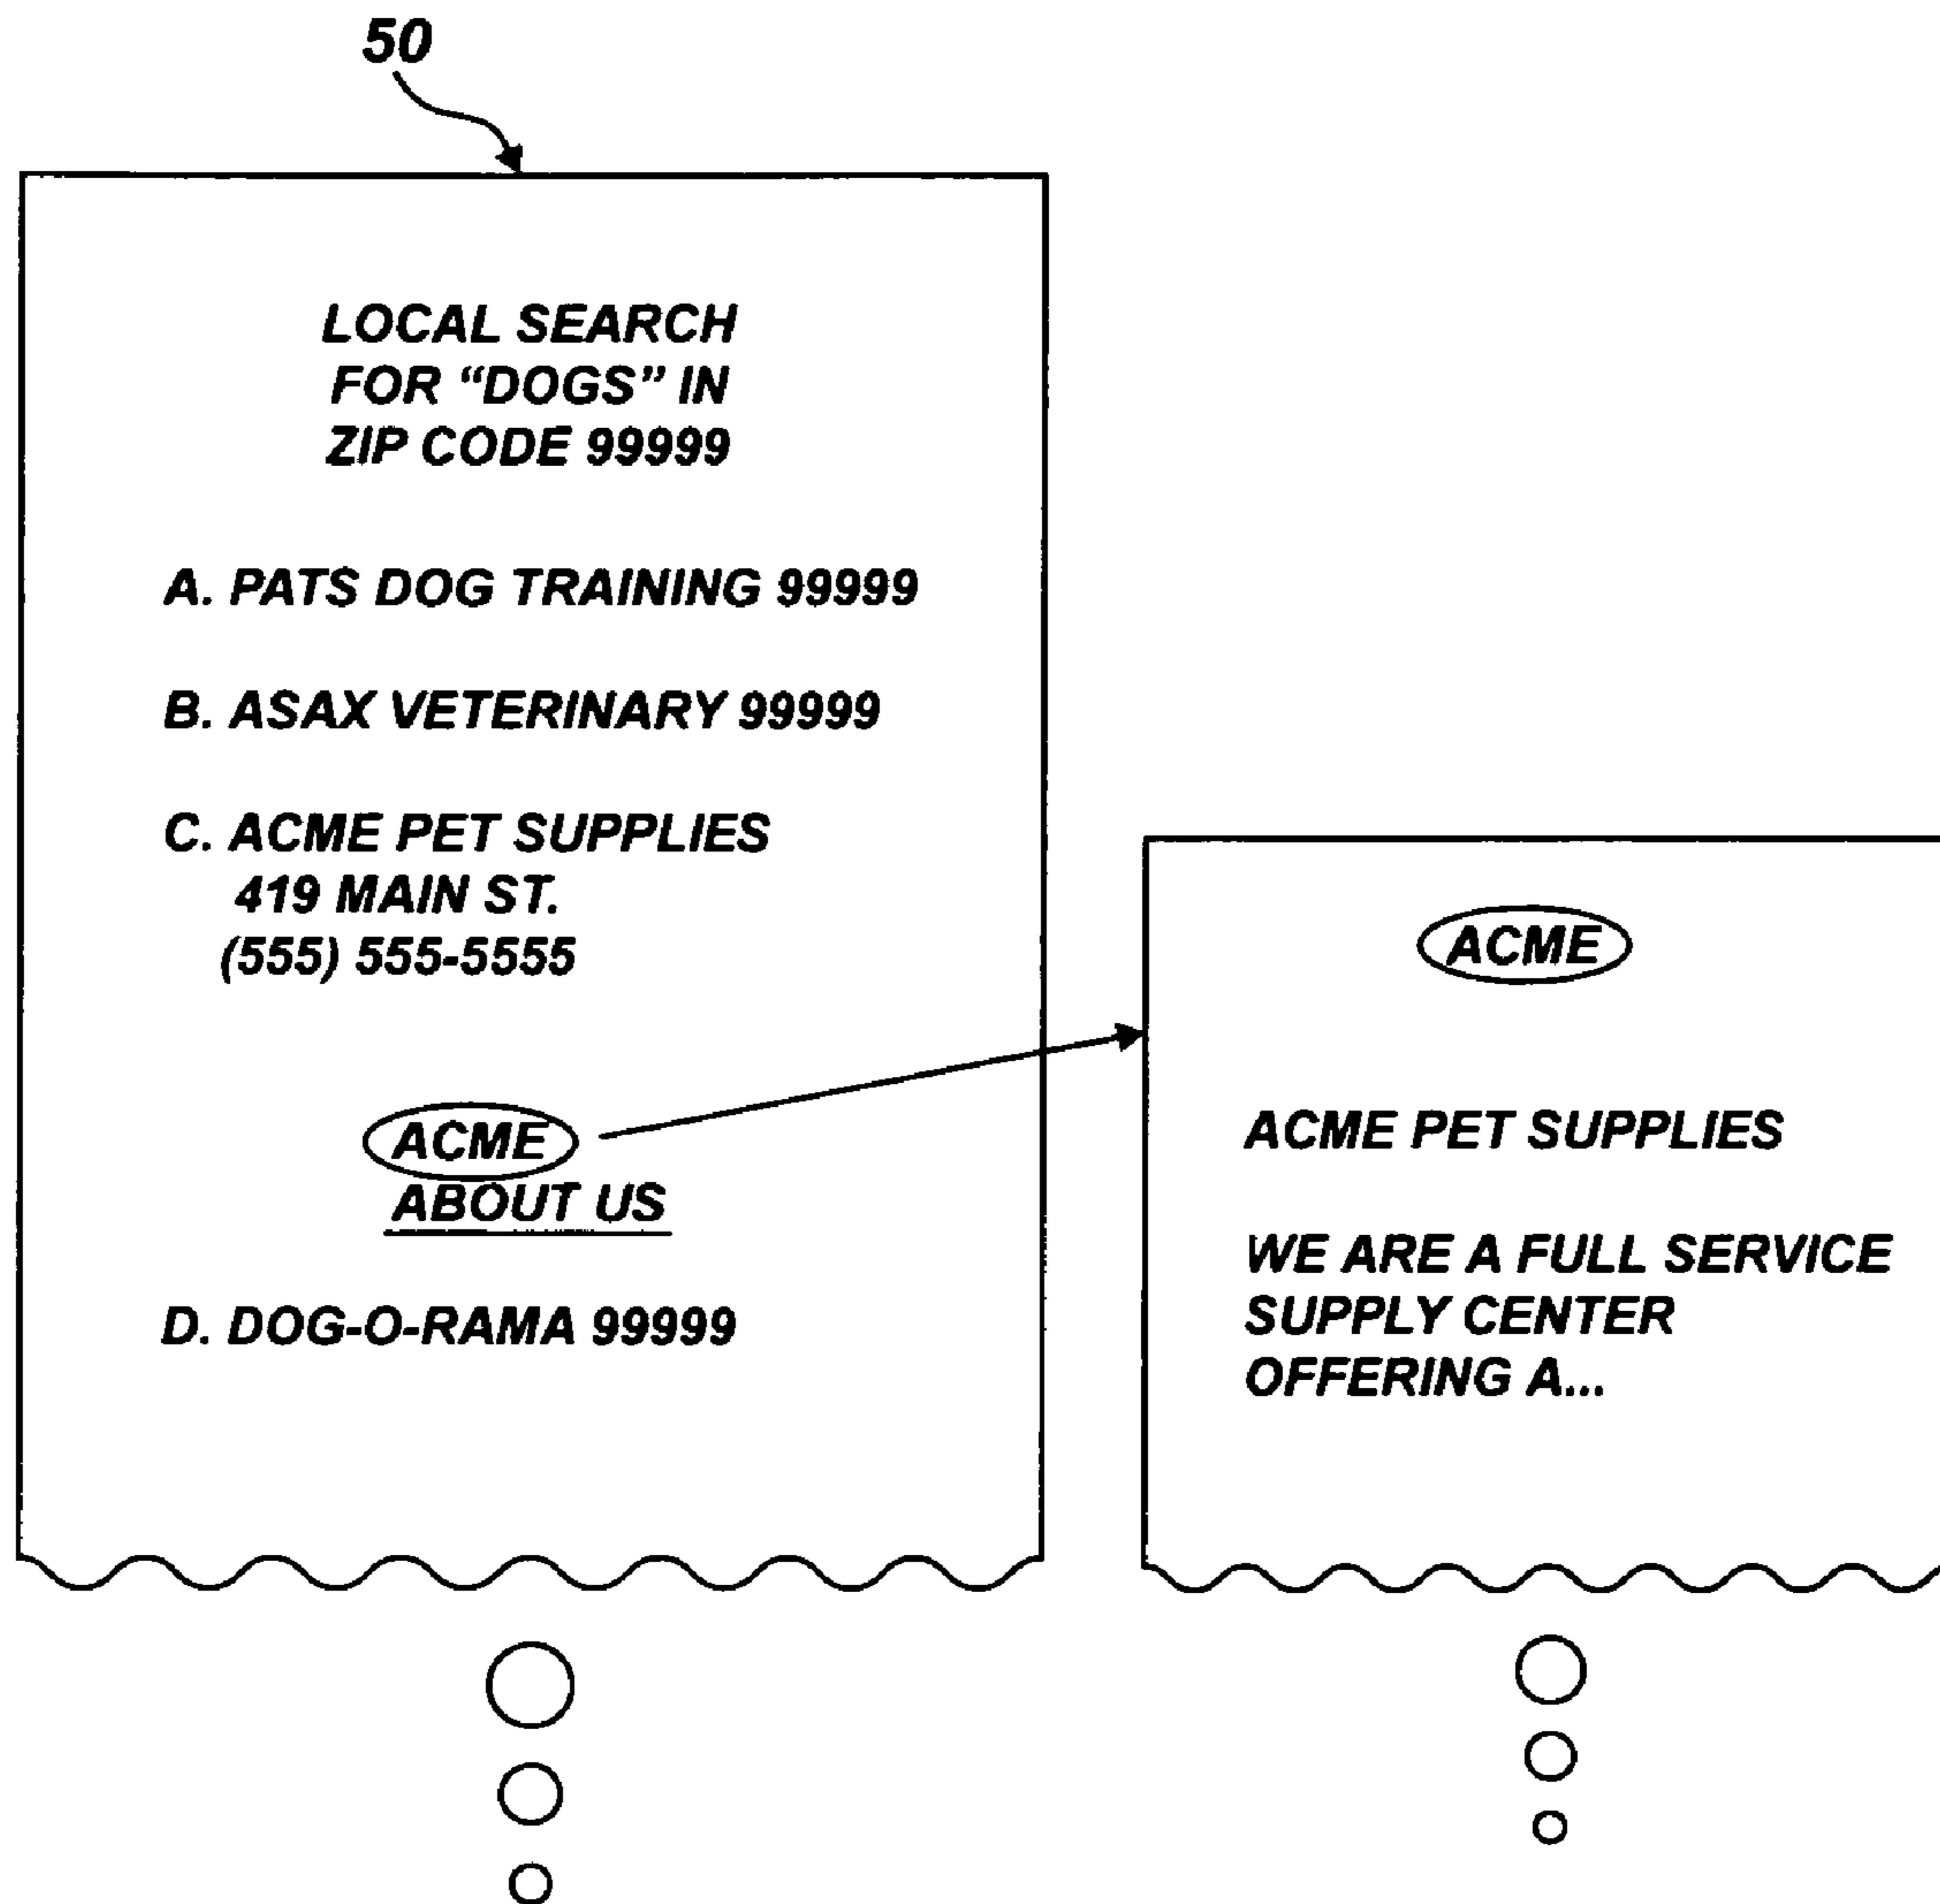 50
LOCAL SEARCH
FOR “DOGS” IN
ZIP CODE 99999
A. PATS DOG TRAINING 99999
B. ASAX VETERINARY 99999
C. ACME PET SUPPLIES
419 MAIN ST.
(555) 555-5555
ACME
ABOUT US
D. DOG-O-RAMA 99999
ACME
ACME PET SUPPLIES
WE ARE A FULL SERVICE
SUPPLY CENTER
OFFERING A...